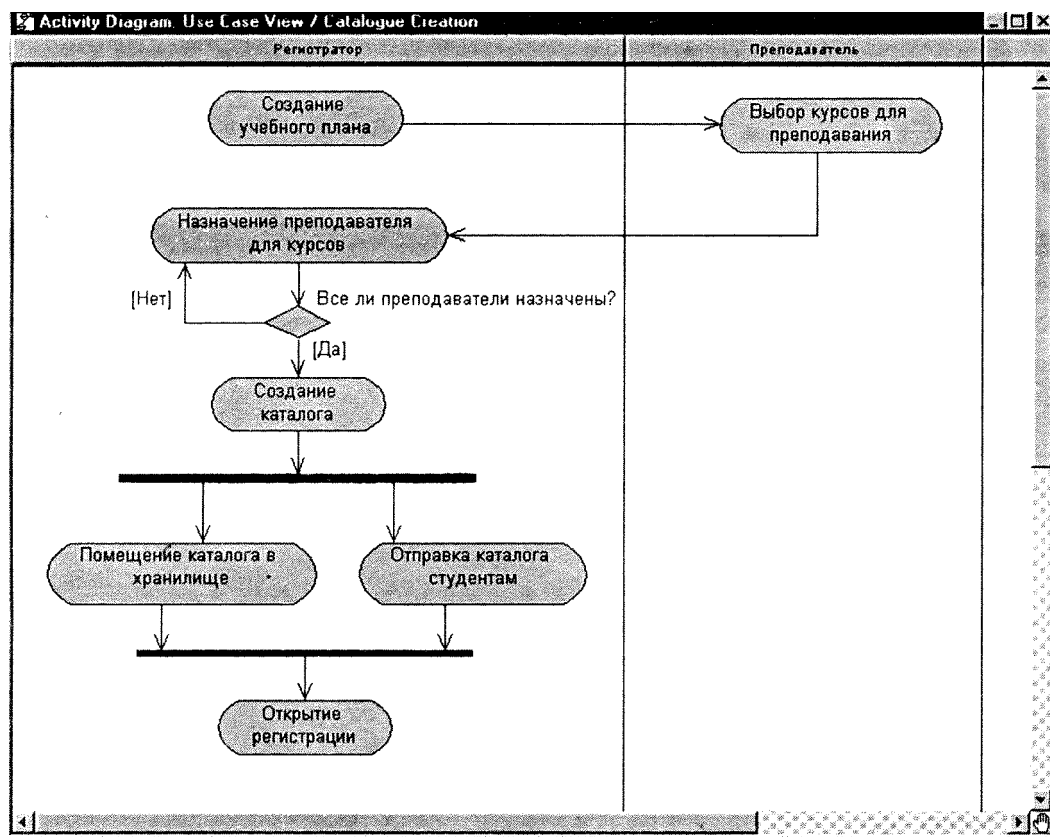 Activity Diagram: Use Case View / Catalogue Creation
Регистратор
Преподаватель
Создание
учебного плана
Выбор курсов для
преподавания
Назначение преподавателя
для курсов
[Нет]
Все ли преподаватели назначены?
[Да]
Создание
каталога
Помещение каталога в
хранилище
Отправка каталога
студентам
Открытие
регистрации